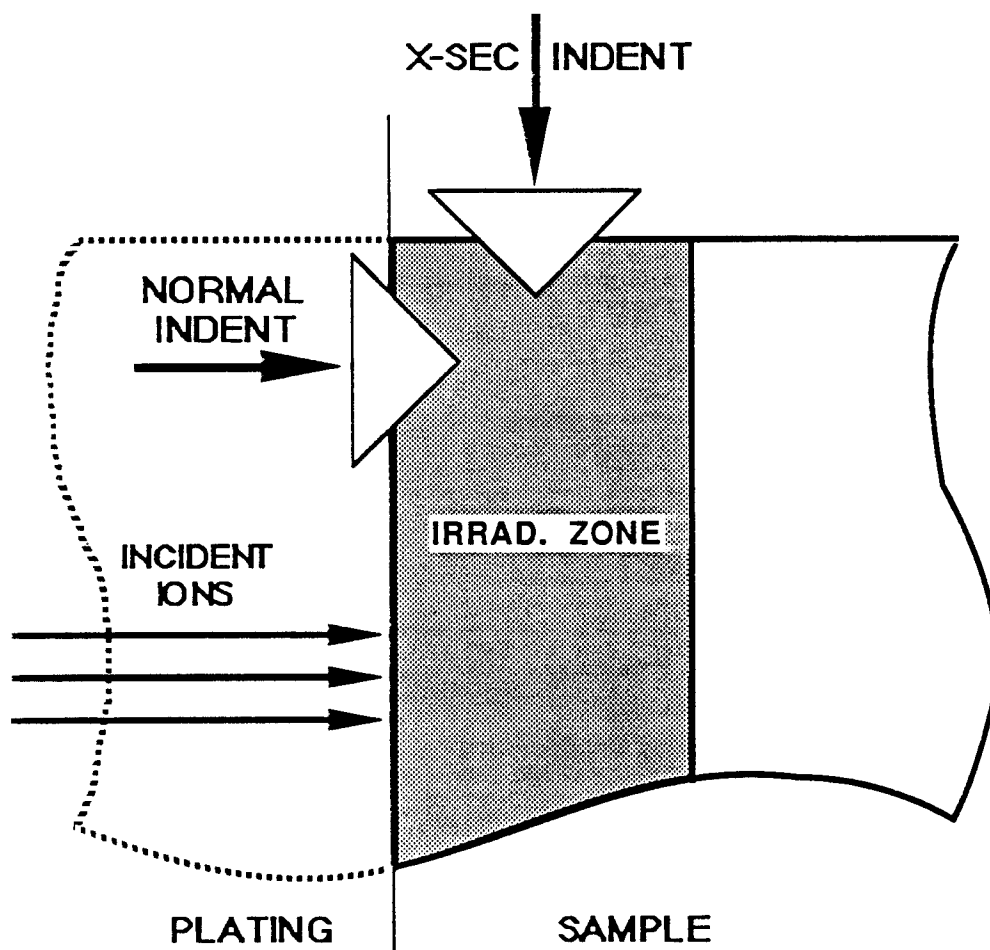 X-SEC INDENT
NORMAL
INDENT
IRRAD. ZONE
INCIDENT
IONS
PLATING
SAMPLE